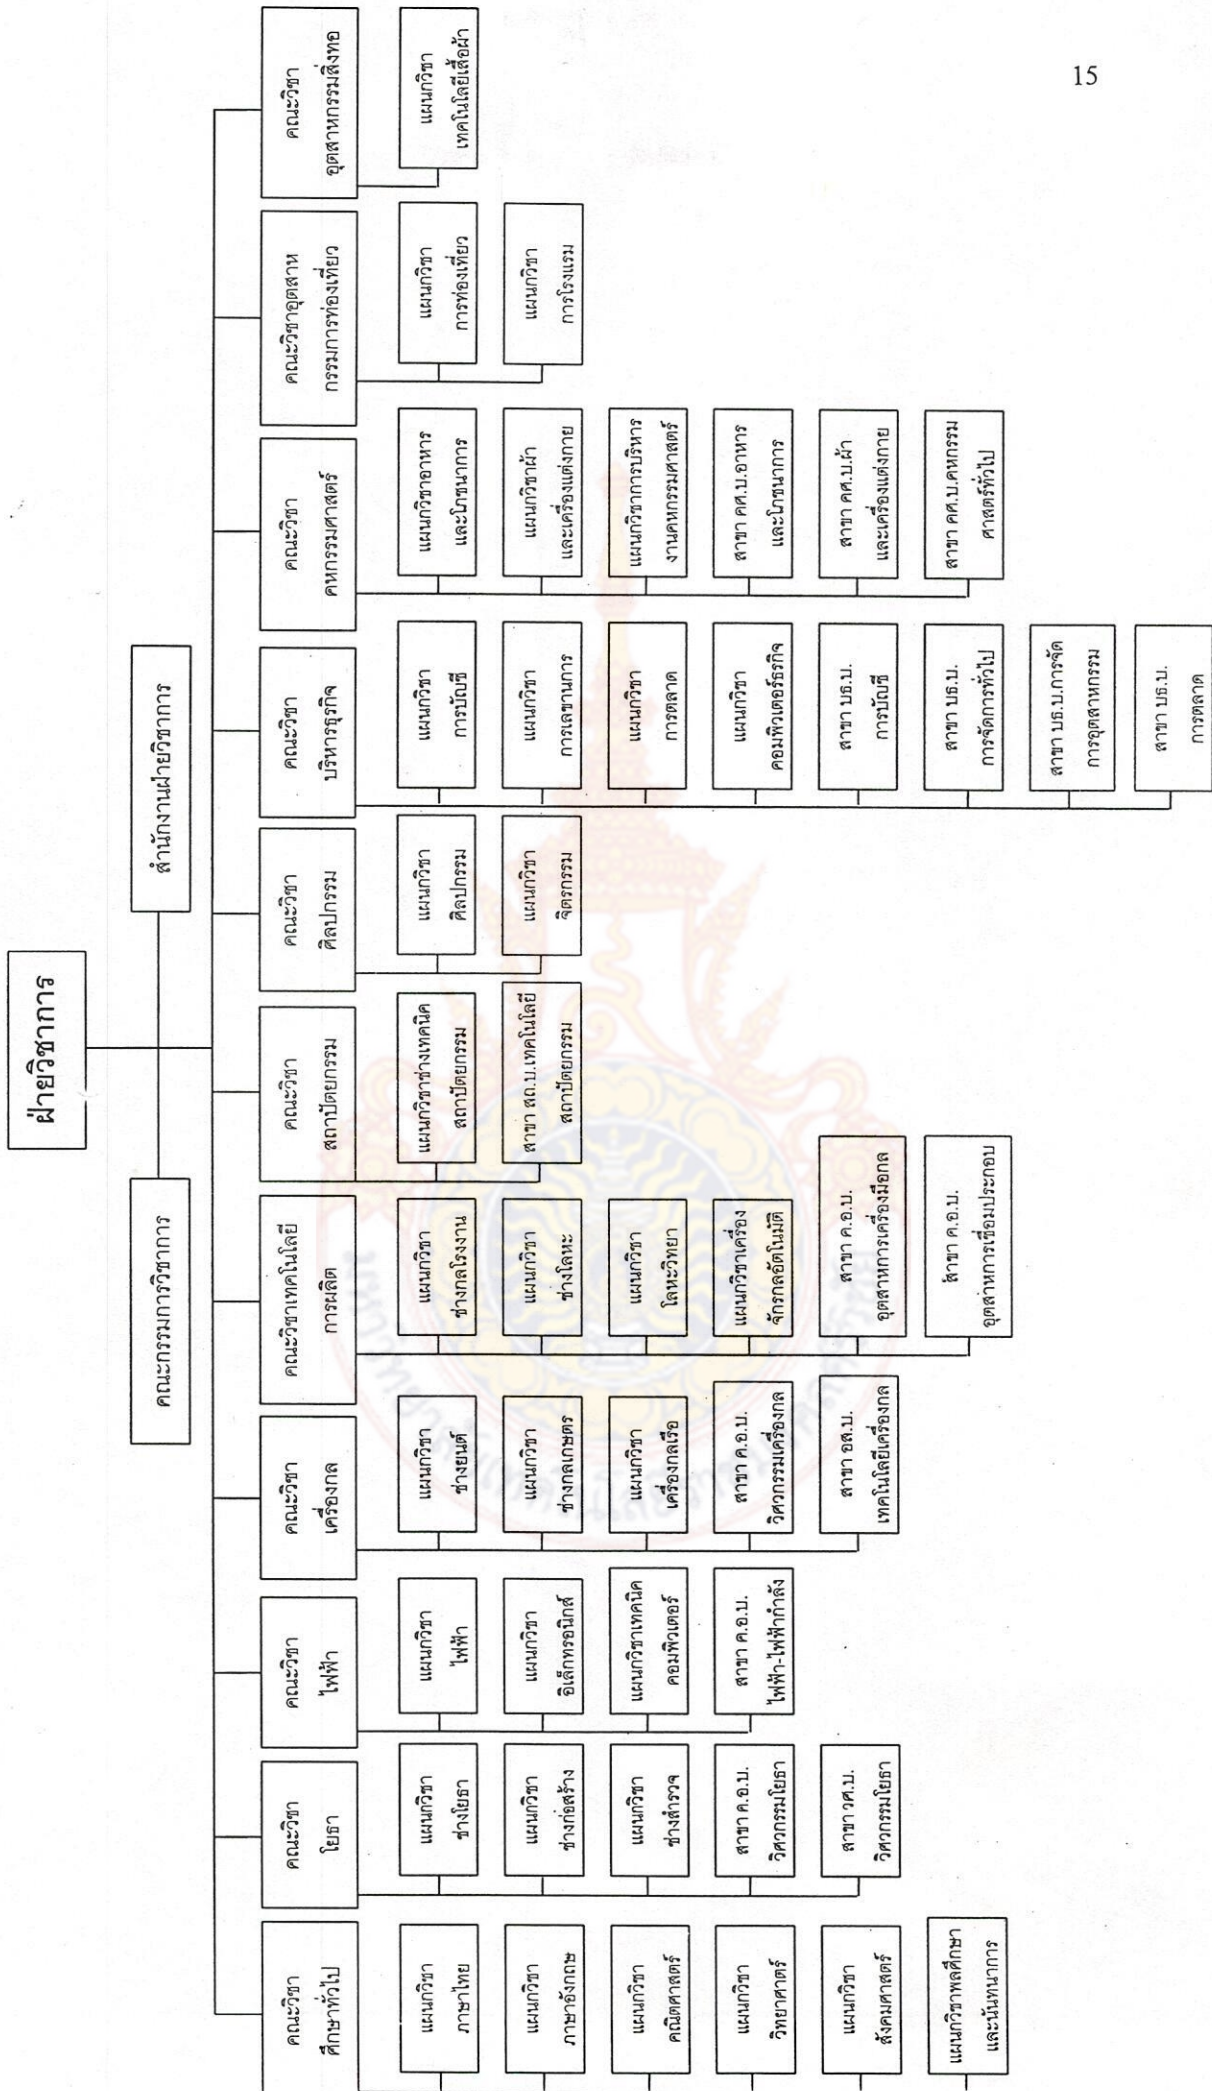 15
ฝ่ายวิชาการ
คณะกรรมการวิชาการ
สำนักงานฝ่ายวิชาการ
คณะวิชา
ศึกษาทั่วไป
แผนกวิชา
ภาษาไทย
แผนกวิชา
ภาษาอังกฤษ
แผนกวิชา
คณิตศาสตร์
แผนกวิชา
วิทยาศาตร์
แผนกวิชา
สังคมศาสตร์
แผนกวิชาพลศึกษา
และนันทนาการ
คณะวิชา
โยธา
แผนกวิชา
ช่างโยธา
แผนกวิชา
ช่างก่อสร้าง
แผนกวิชา
ช่างสำรวจ
สาขา ค.อ.บ.
วิศวกรรมโยธา
สาขา วศ.บ.
วิศวกรรมโยธา
คณะวิชา
ไฟฟ้า
แผนกวิชา
ไฟฟ้า
แผนกวิชา
อิเล็กทรอนิกส์
แผนกวิชาเทคนิค
คอมพิวเตอร์
สาขา ค.อ.บ.
ไฟฟ้า-ไฟฟ้ากำลัง
คณะวิชา
เครื่องกล
แผนกวิชา
ช่างยนต์
แผนกวิชา
ช่างกลเกษตร
แผนกวิชา
เครื่องกลเรือ
สาขา ค.อ.บ.
วิศวกรรมเครื่องกล
สาขา อส.บ.
เทคโนโลยีเครื่องกล
คณะวิชาเทคโนโลยี
การผลิต
แผนกวิชา
ช่างกลโรงงาน
แผนกวิชา
ช่างโลหะ
แผนกวิชา
โลหะวิทยา
แผนกวิชาเครื่อง
จักรกลอัตโนมัติ
สาขา ค.อ.บ.
อุตสาหการเครื่องมือกล
สาขา ค.อ.บ.
อุตสาหการเชื่อมประกอบ
คณะวิชา
สถาปัตยกรรม
แผนกวิชาช่างเทคนิค
สถาปัตยกรรม
สาขา สถ.บ.เทคโนโลยี
สถาปัตยกรรม
คณะวิชา
ศิลปกรรม
แผนกวิชา
ศิลปกรรม
แผนกวิชา
จิตรกรรม
คณะวิชา
บริหารธุรกิจ
แผนกวิชา
การบัญชี
แผนกวิชา
การเลขานุการ
แผนกวิชา
การตลาด
แผนกวิชา
คอมพิวเตอร์ธุรกิจ
สาขา บธ.บ.
การบัญชี
สาขา บธ.บ.
การจัดการทั่วไป
สาขา บธ.บ.การจัด
การอุตสาหกรรม
สาขา บธ.บ.
การตลาด
คณะวิชา
คหกรรมศาสตร์
แผนกวิชาอาหาร
และโภชนาการ
แผนกวิชาผ้า
และเครื่องแต่งกาย
แผนกวิชาการบริหาร
งานคหกรรมศาสตร์
สาขา คศ.บ.อาหาร
และโภชนาการ
สาขา คศ.บ.ผ้า
และเครื่องแต่งกาย
สาขา คศ.บ.คหกรรม
ศาสตร์ทั่วไป
คณะวิชาอุตสาห
กรรมการท่องเที่ยว
แผนกวิชา
การท่องเที่ยว
แผนกวิชา
การโรงแรม
คณะวิชา
อุตสาหกรรมสิ่งทอ
แผนกวิชา
เทคโนโลยีเสื้อผ้า
มหาวิทยาลัยเทคโนโลยีราชมงคลศรีวิชัย